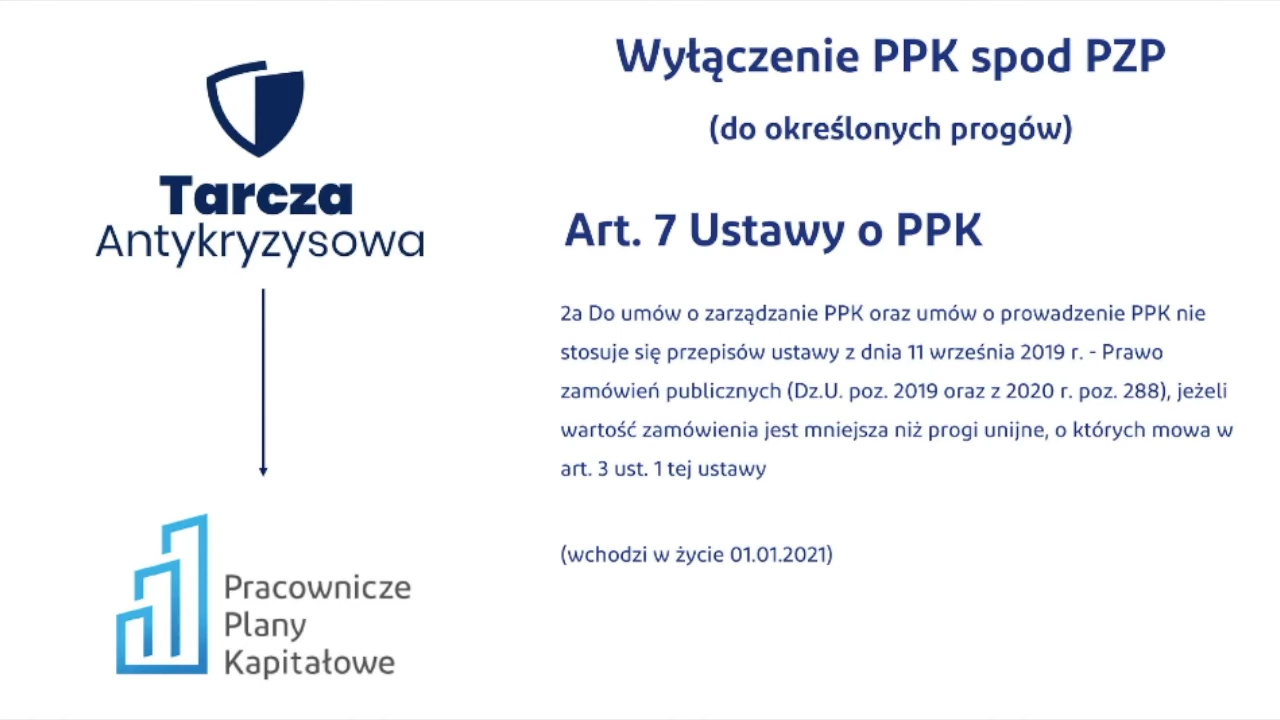 Tarcza
Antykryzysowa
Pracownicze
Plany
Kapitałowe
Wyłączenie PPK spod PZP
(do określonych progów)
Art. 7 Ustawy o PPK
2a Do umów o zarządzanie PPK oraz umów o prowadzenie PPK nie
stosuje się przepisów ustawy z dnia 11 września 2019 r. - Prawo
zamówień publicznych (Dz.U. poz. 2019 oraz z 2020 r. poz. 288), jeżeli
wartość zamówienia jest mniejsza niż progi unijne, o których mowa w
art. 3 ust. 1 tej ustawy
(wchodzi w życie 01.01.2021)